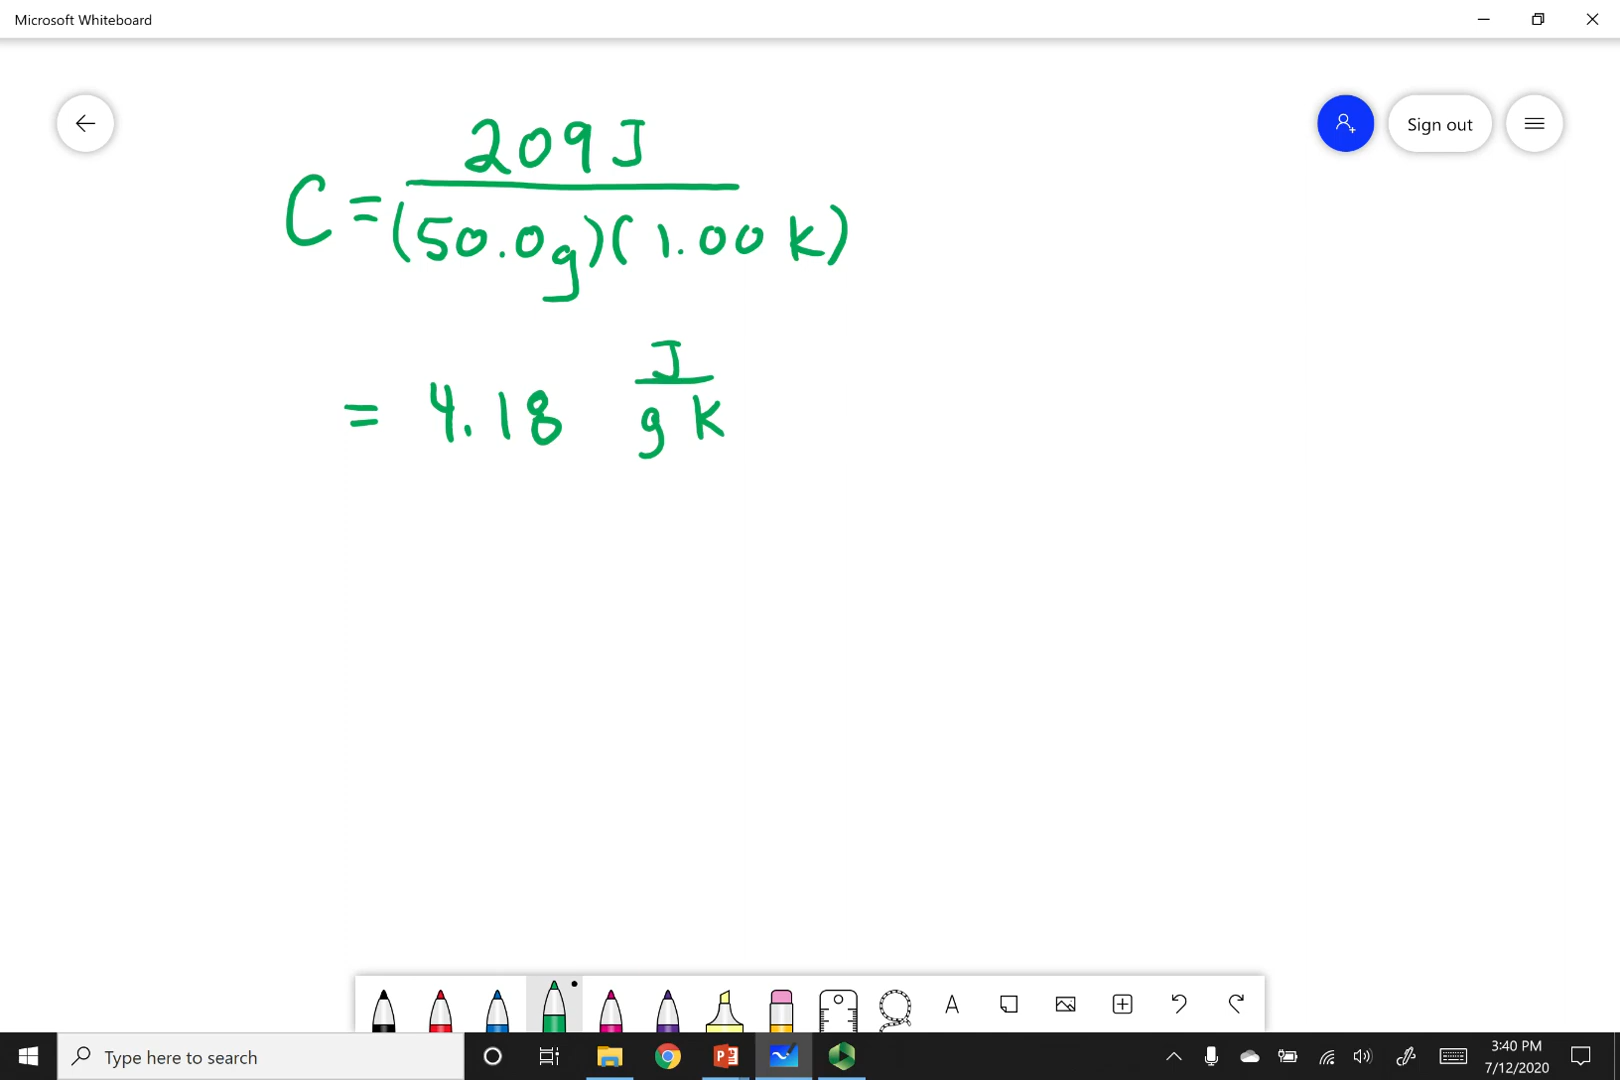 Microsoft Whiteboard
Sign out
C = 209 J / (50.0g)(1.00 K)
= 4.18 J / g K
A
Type here to search
3:40 PM
7/12/2020